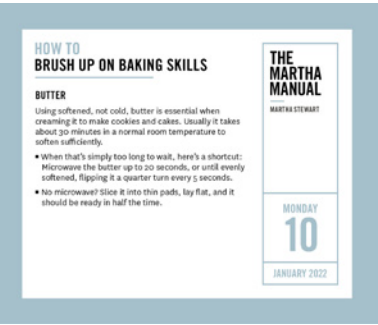 HOW TO
BRUSH UP ON BAKING SKILLS
BUTTER
Using softened, not cold, butter is essential when
creaming it to make cookies and cakes. Usually it takes
about 30 minutes in a normal room temperature to
soften sufficiently.
• When that's simply too long to wait, here's a shortcut:
Microwave the butter up to 20 seconds, or until evenly
softened, flipping it a quarter turn every 5 seconds.
• No microwave? Slice it into thin pads, lay flat, and it
should be ready in half the time.
THE
MARTHA
MANUAL
MARTHA STEWART
MONDAY
10
JANUARY 2022